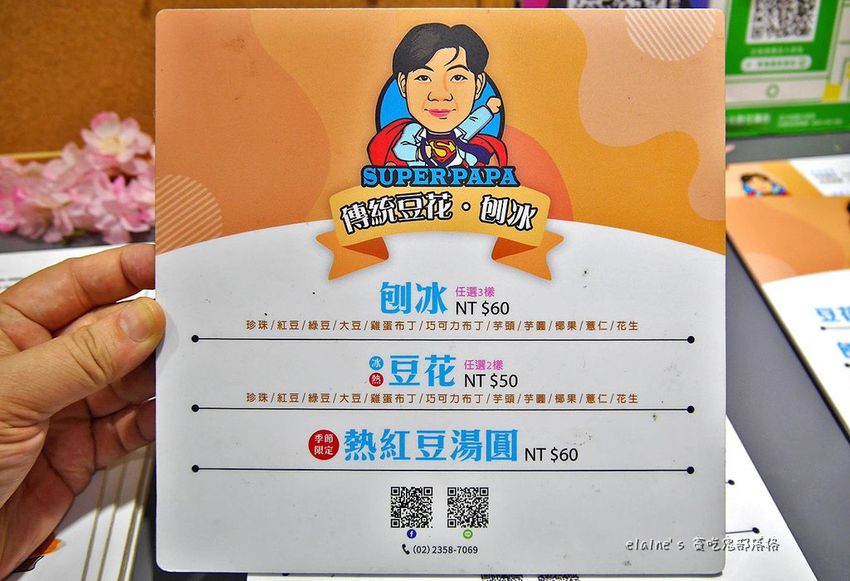 SUPER PAPA
傳統豆花・刨冰
刨冰 任選3樣 NT $60
珍珠/紅豆/綠豆/大豆/雞蛋布丁/巧可力布丁/芋頭/芋圓/椰果/薏仁/花生
冰 熱 豆花 任選2樣 NT $50
珍珠/紅豆/綠豆/大豆/雞蛋布丁/巧可力布丁/芋頭/芋圓/椰果/薏仁/花生
季節限定 熱紅豆湯圓 NT $60
(02) 2358-7069
elaine's 貪吃鬼部落格
豆花